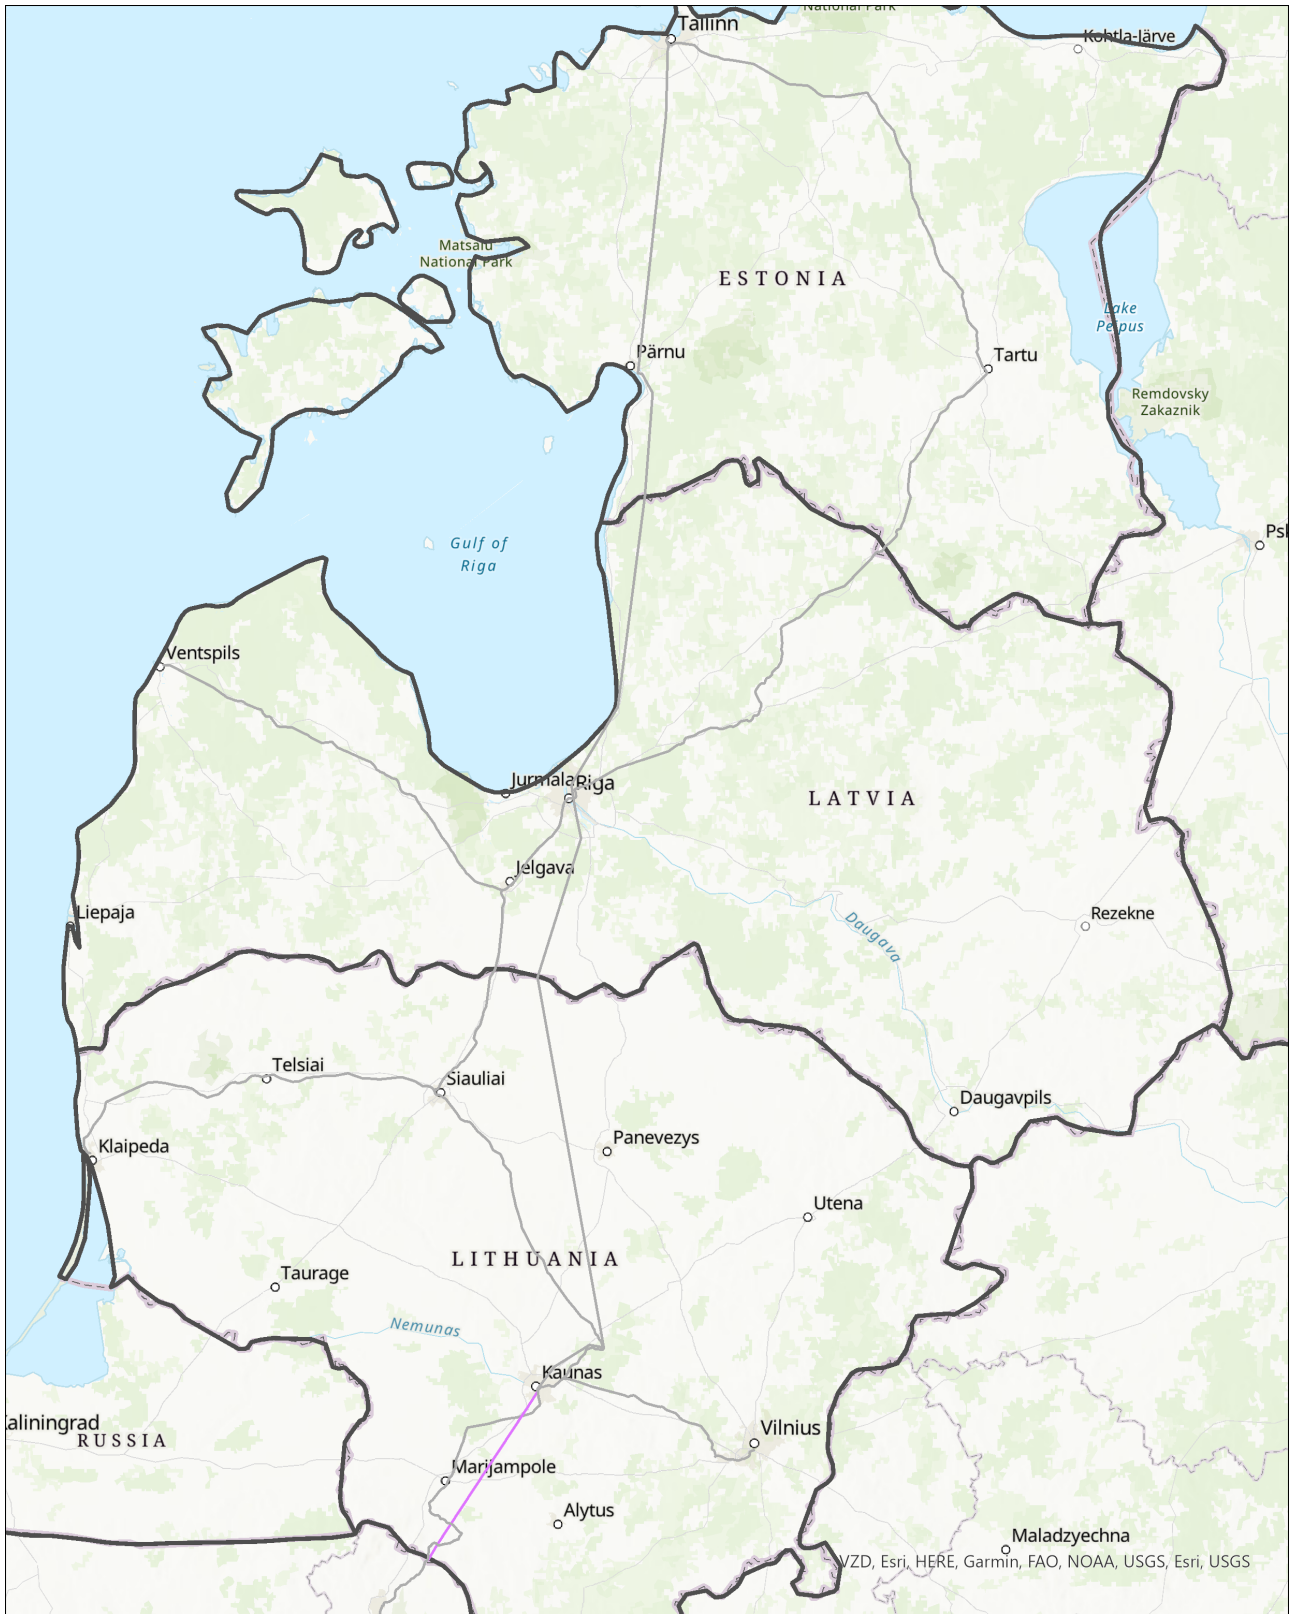 National Park
Tallinn
Kohtla-Järve
Matsalu
National Park
ESTONIA
Lake
Peipus
Pärnu
Tartu
Remdovsky
Zakaznik
Gulf of
Riga
Psl
Ventspils
Jurmala
Riga
LATVIA
Jelgava
Liepaja
Rezekne
Daugava
Telsiai
Siauliai
Daugavpils
Klaipeda
Panevezys
Utena
LITHUANIA
Taurage
Nemunas
Kaunas
Kaliningrad
RUSSIA
Vilnius
Marijampole
Alytus
Maladzyechna
VZD, Esri, HERE, Garmin, FAO, NOAA, USGS, Esri, USGS